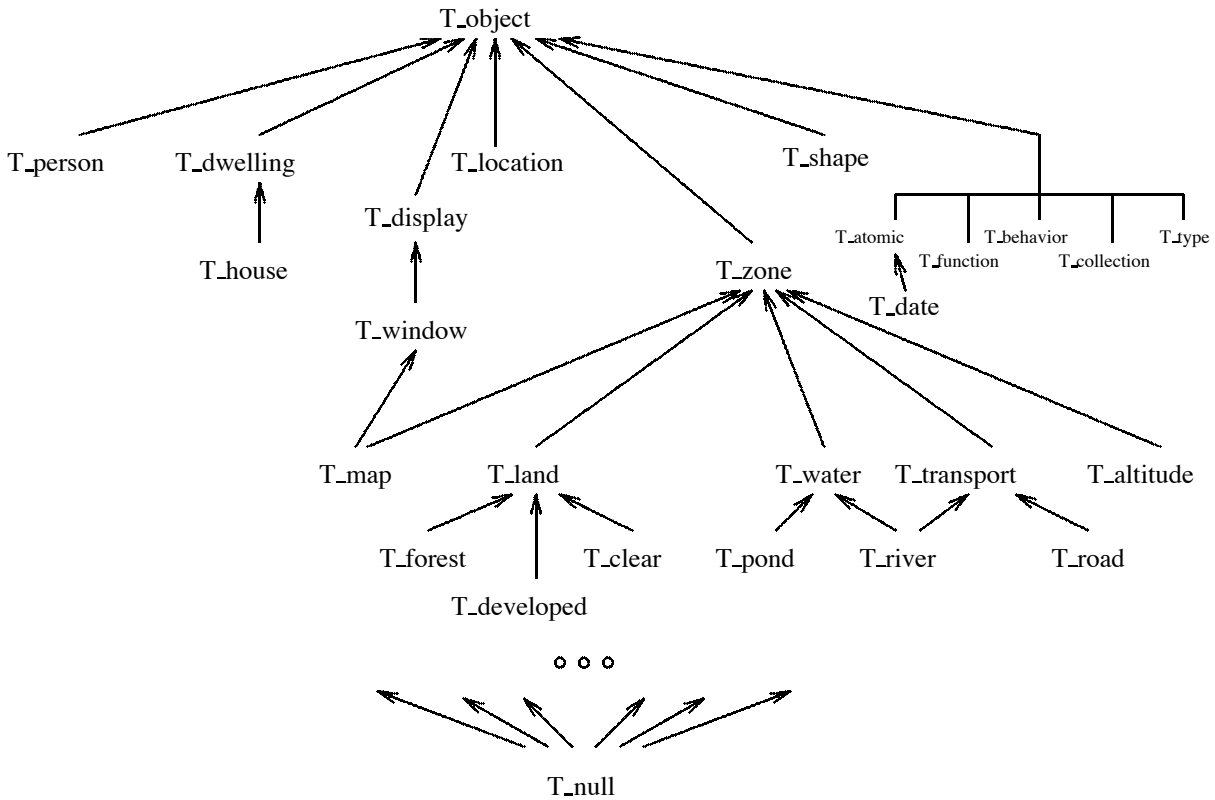 T_object
T_person T_dwelling T_location T_shape
T_display
T_atomic T_behavior T_type
T_function T_collection
T_house T_zone
T_date
T_window
T_map T_land T_water T_transport T_altitude
T_forest T_clear T_pond T_river T_road
T_developed
T_null